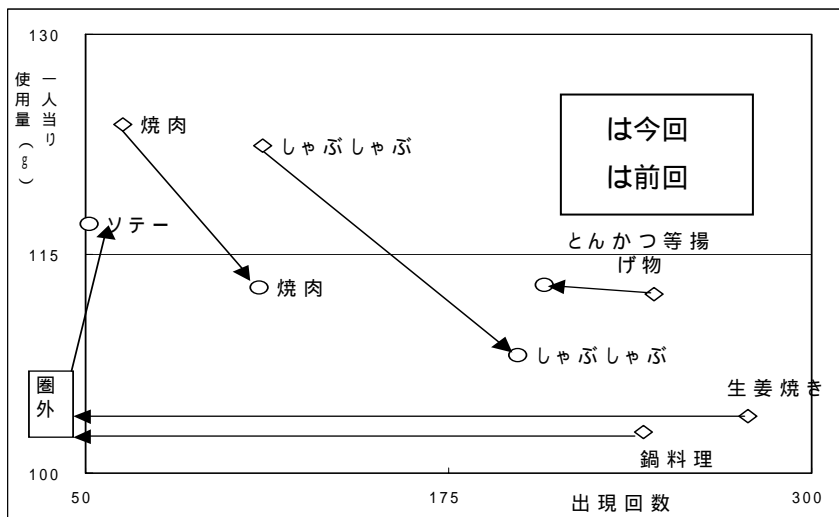 130
一人当り
使用量(g)
焼肉
しゃぶしゃぶ
は今回
は前回
ソテー
とんかつ等揚
げ物
115
焼肉
しゃぶしゃぶ
圏
外
生姜焼き
鍋料理
100
50
175
出現回数
300